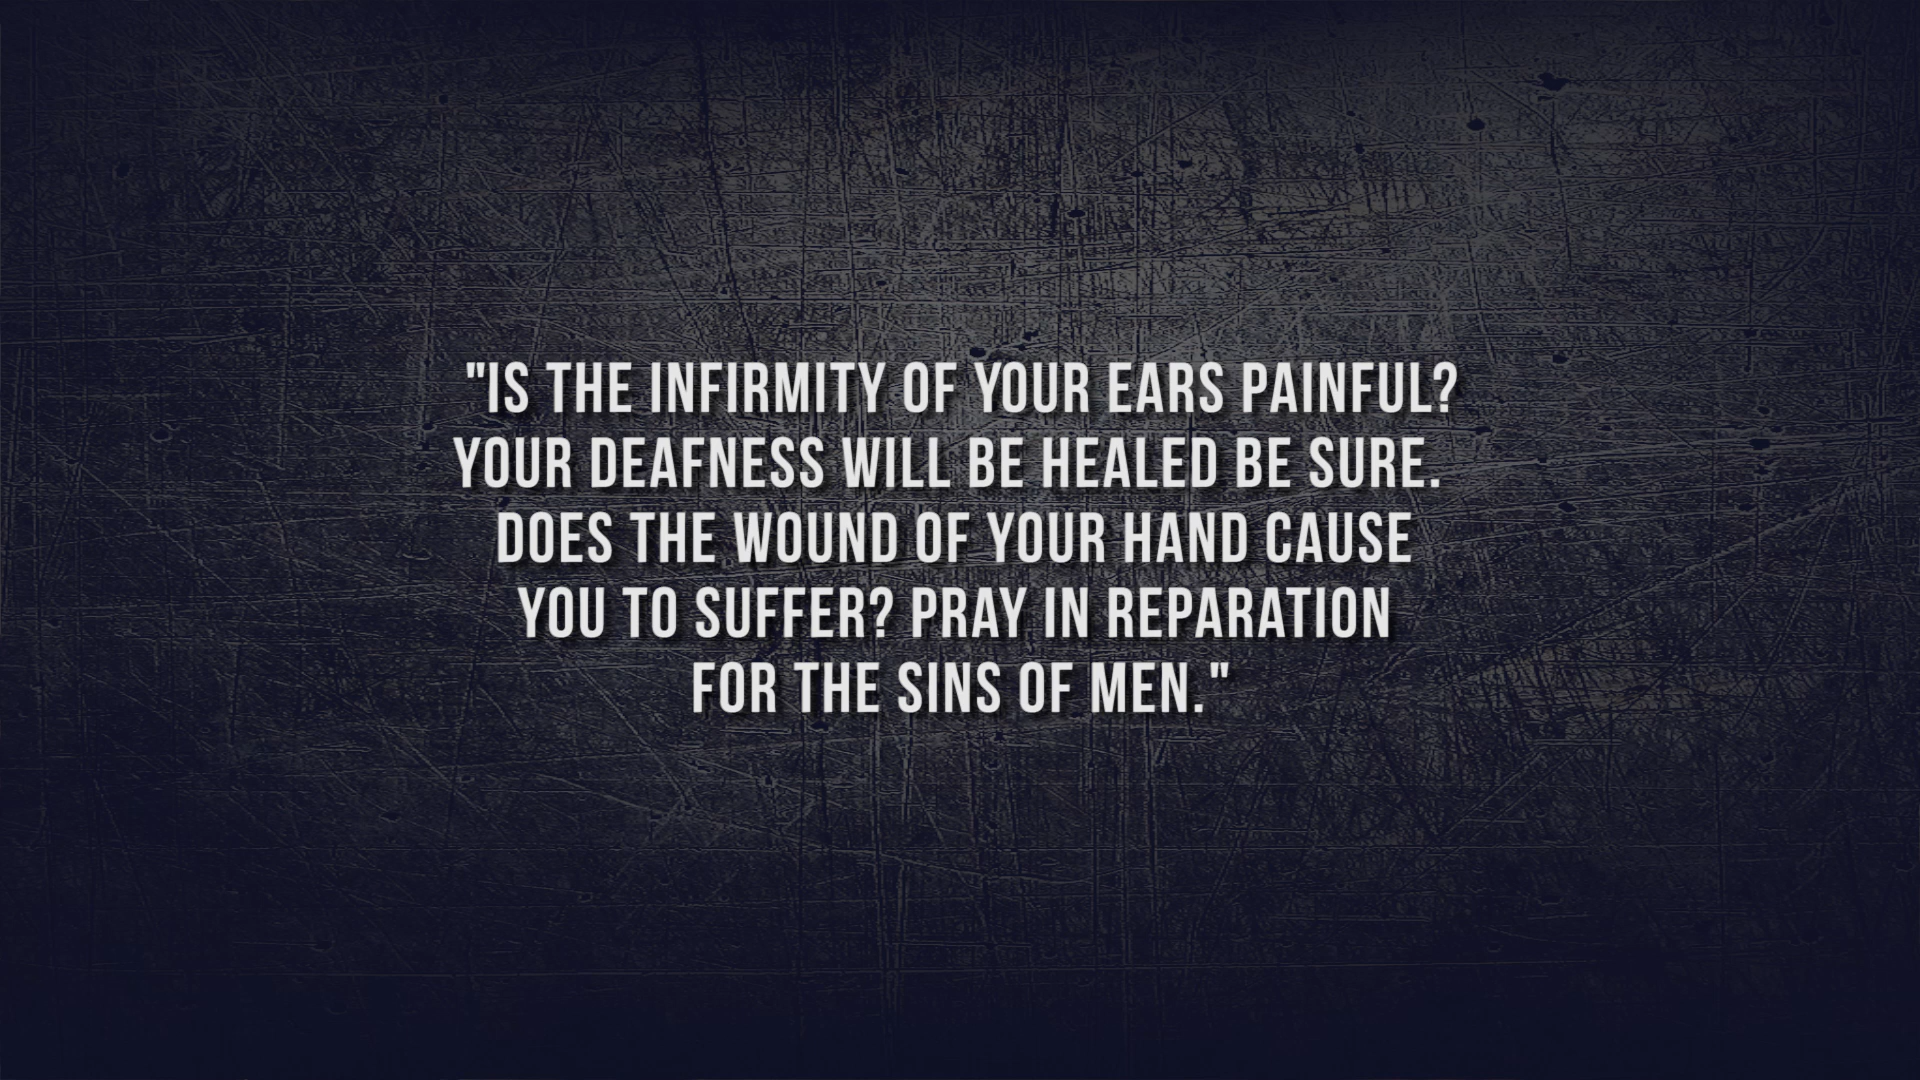 "IS THE INFIRMITY OF YOUR EARS PAINFUL?
YOUR DEAFNESS WILL BE HEALED BE SURE.
DOES THE WOUND OF YOUR HAND CAUSE
YOU TO SUFFER? PRAY IN REPARATION
FOR THE SINS OF MEN."